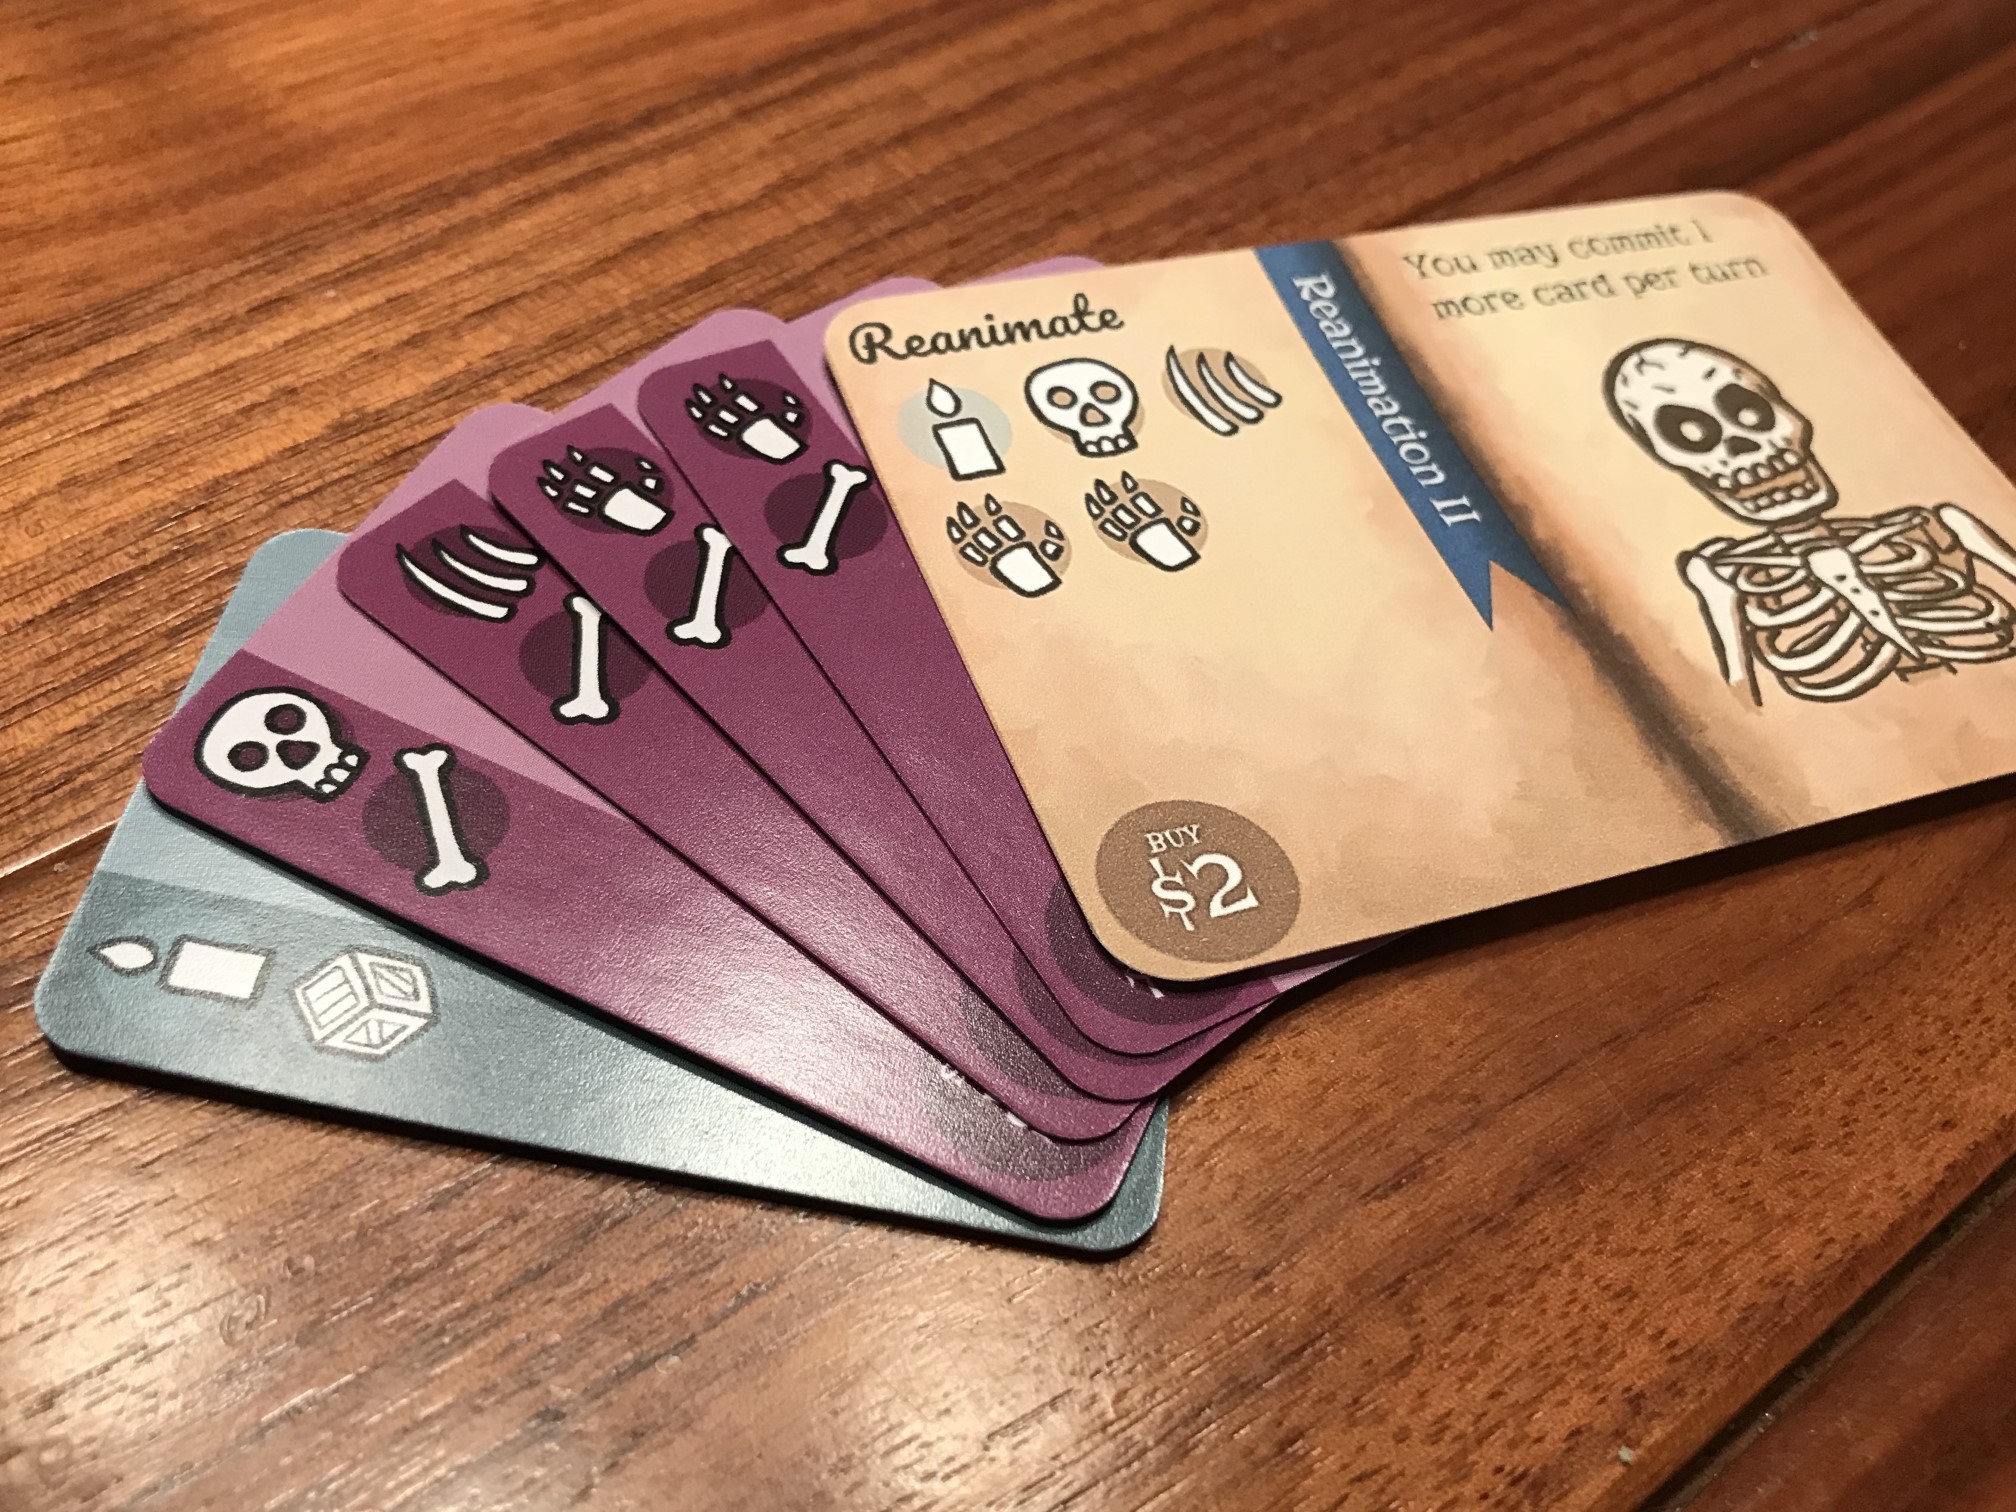 Reanimate
Reanimation II
You may commit 1
more card per turn
BUY
$2